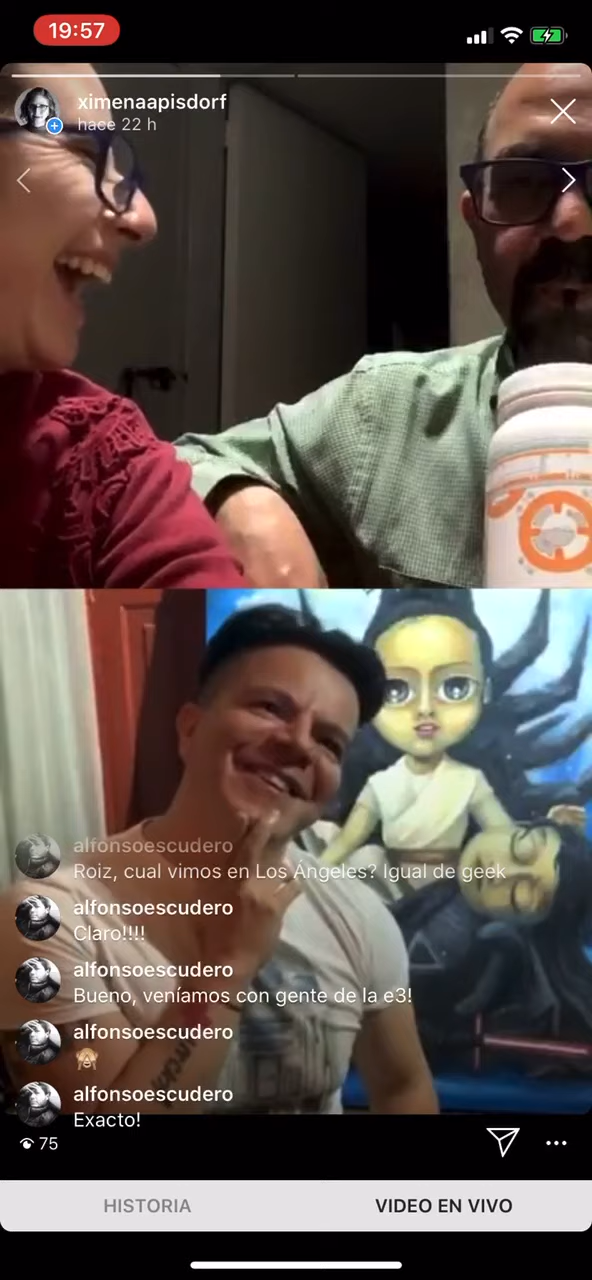 19:57
ximenaapisdorf
hace 22 h
alfonsoescudero
Roiz, cual vimos en Los Ángeles? Igual de geek
alfonsoescudero
Claro!!!!
alfonsoescudero
Bueno, veníamos con gente de la e3!
alfonsoescudero
🙈
alfonsoescudero
Exacto!
75
HISTORIA
VIDEO EN VIVO